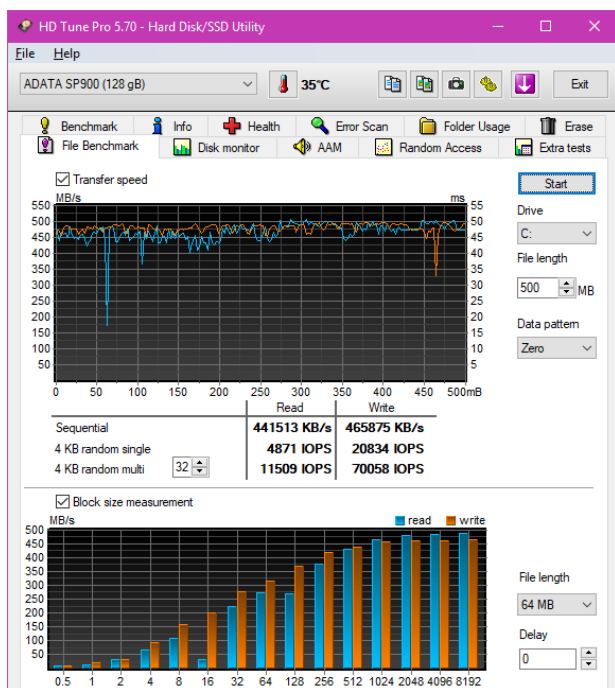 HD Tune Pro 5.70 - Hard Disk/SSD Utility
File Help
ADATA SP900 (128 gB) 35°C Exit
Benchmark Info Health Error Scan Folder Usage Erase
File Benchmark Disk monitor AAM Random Access Extra tests
Transfer speed
Start
MB/s ms
Drive
C:
File length
500 MB
Data pattern
Zero
550 55
500 50
450 45
400 40
350 35
300 30
250 25
200 20
150 15
100 10
50 5
0 50 100 150 200 250 300 350 400 450 500mB
Read Write
Sequential 441513 KB/s 465875 KB/s
4 KB random single 4871 IOPS 20834 IOPS
4 KB random multi 32 11509 IOPS 70058 IOPS
Block size measurement
MB/s read write
500
450
400
350
300
250
200
150
100
50
0.5 1 2 4 8 16 32 64 128 256 512 1024 2048 4096 8192
File length
64 MB
Delay
0